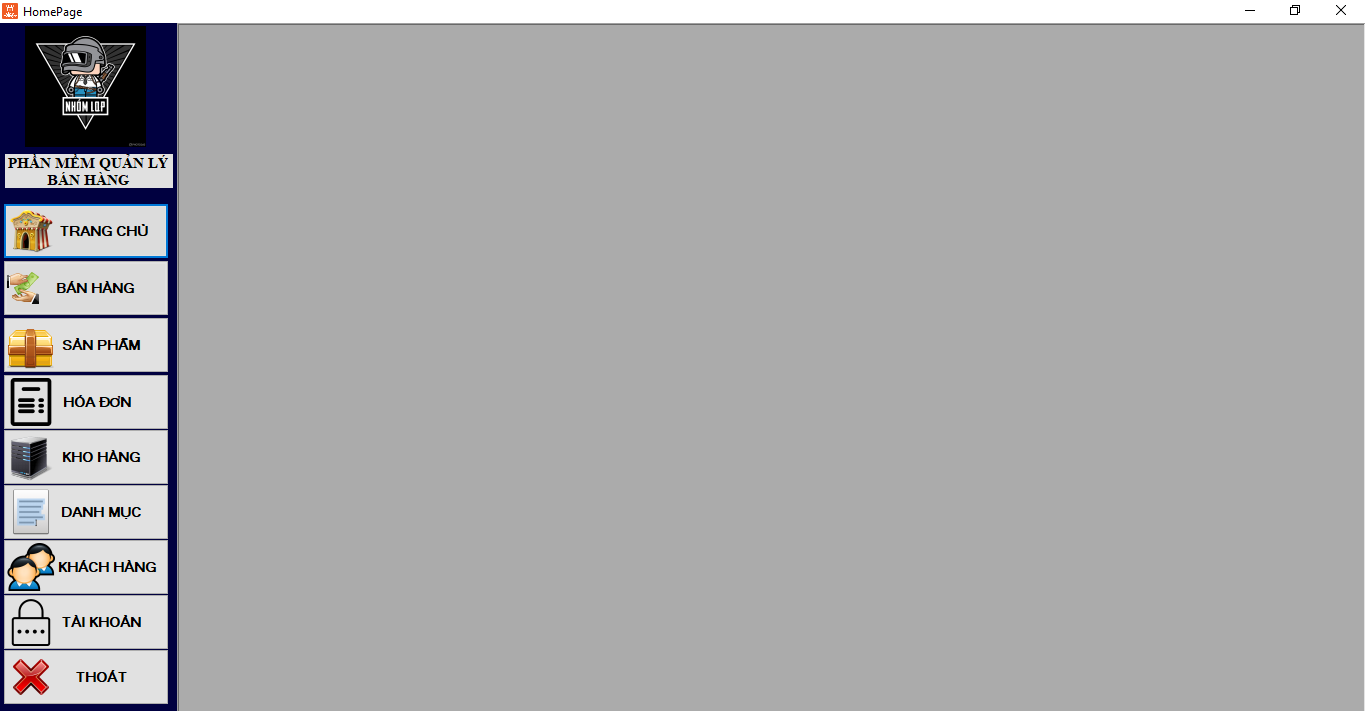 HomePage
NHÓM LQP
PHẦN MỀM QUẢN LÝ
BÁN HÀNG
TRANG CHỦ
BÁN HÀNG
SẢN PHẨM
HÓA ĐƠN
KHO HÀNG
DANH MỤC
KHÁCH HÀNG
TÀI KHOẢN
THOÁT